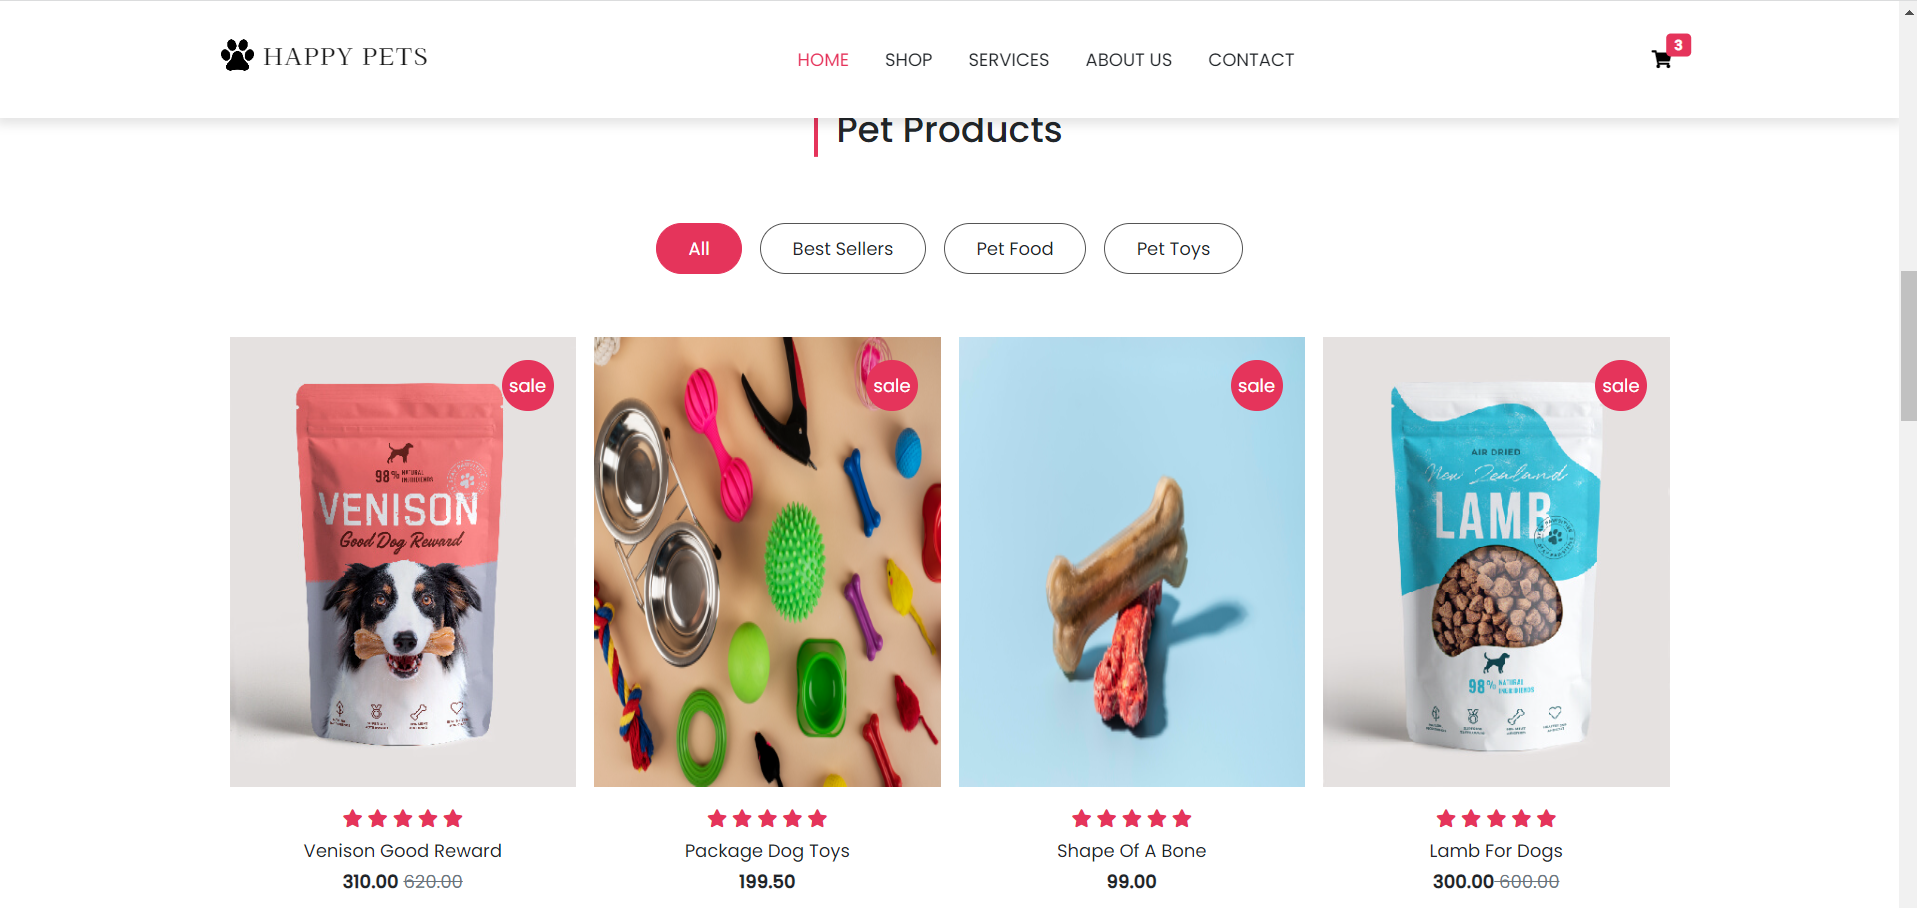 HAPPY PETS
HOME SHOP SERVICES ABOUT US CONTACT
3
Pet Products
All Best Sellers Pet Food Pet Toys
sale
sale
sale
sale
98% NATURAL
INGREDIENTS
VENISON
Good Dog Reward
AIR DRIED
New Zealand
LAMB
98% NATURAL
INGREDIENTS
Venison Good Reward
310.00 620.00
Package Dog Toys
199.50
Shape Of A Bone
99.00
Lamb For Dogs
300.00 600.00